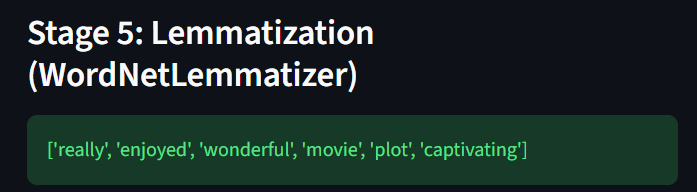 Stage 5: Lemmatization
(WordNetLemmatizer)
['really', 'enjoyed', 'wonderful', 'movie', 'plot', 'captivating']